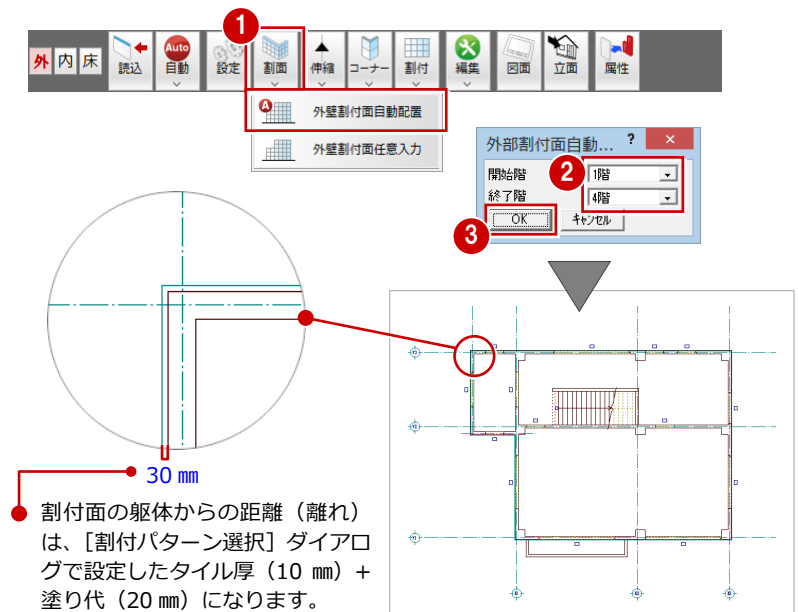 1
外 内 床 読込 Auto 自動 設定 割面 伸縮 コーナー 割付 編集 図面 立面 属性
A 外壁割付面自動配置
外壁割付面任意入力
外部割付面自動... ? ×
開始階 2 1階
終了階 4階
OK キャンセル
3
30 ㎜
割付面の躯体からの距離（離れ）
は、［割付パターン選択］ダイアロ
グで設定したタイル厚（10 ㎜）＋
塗り代（20 ㎜）になります。